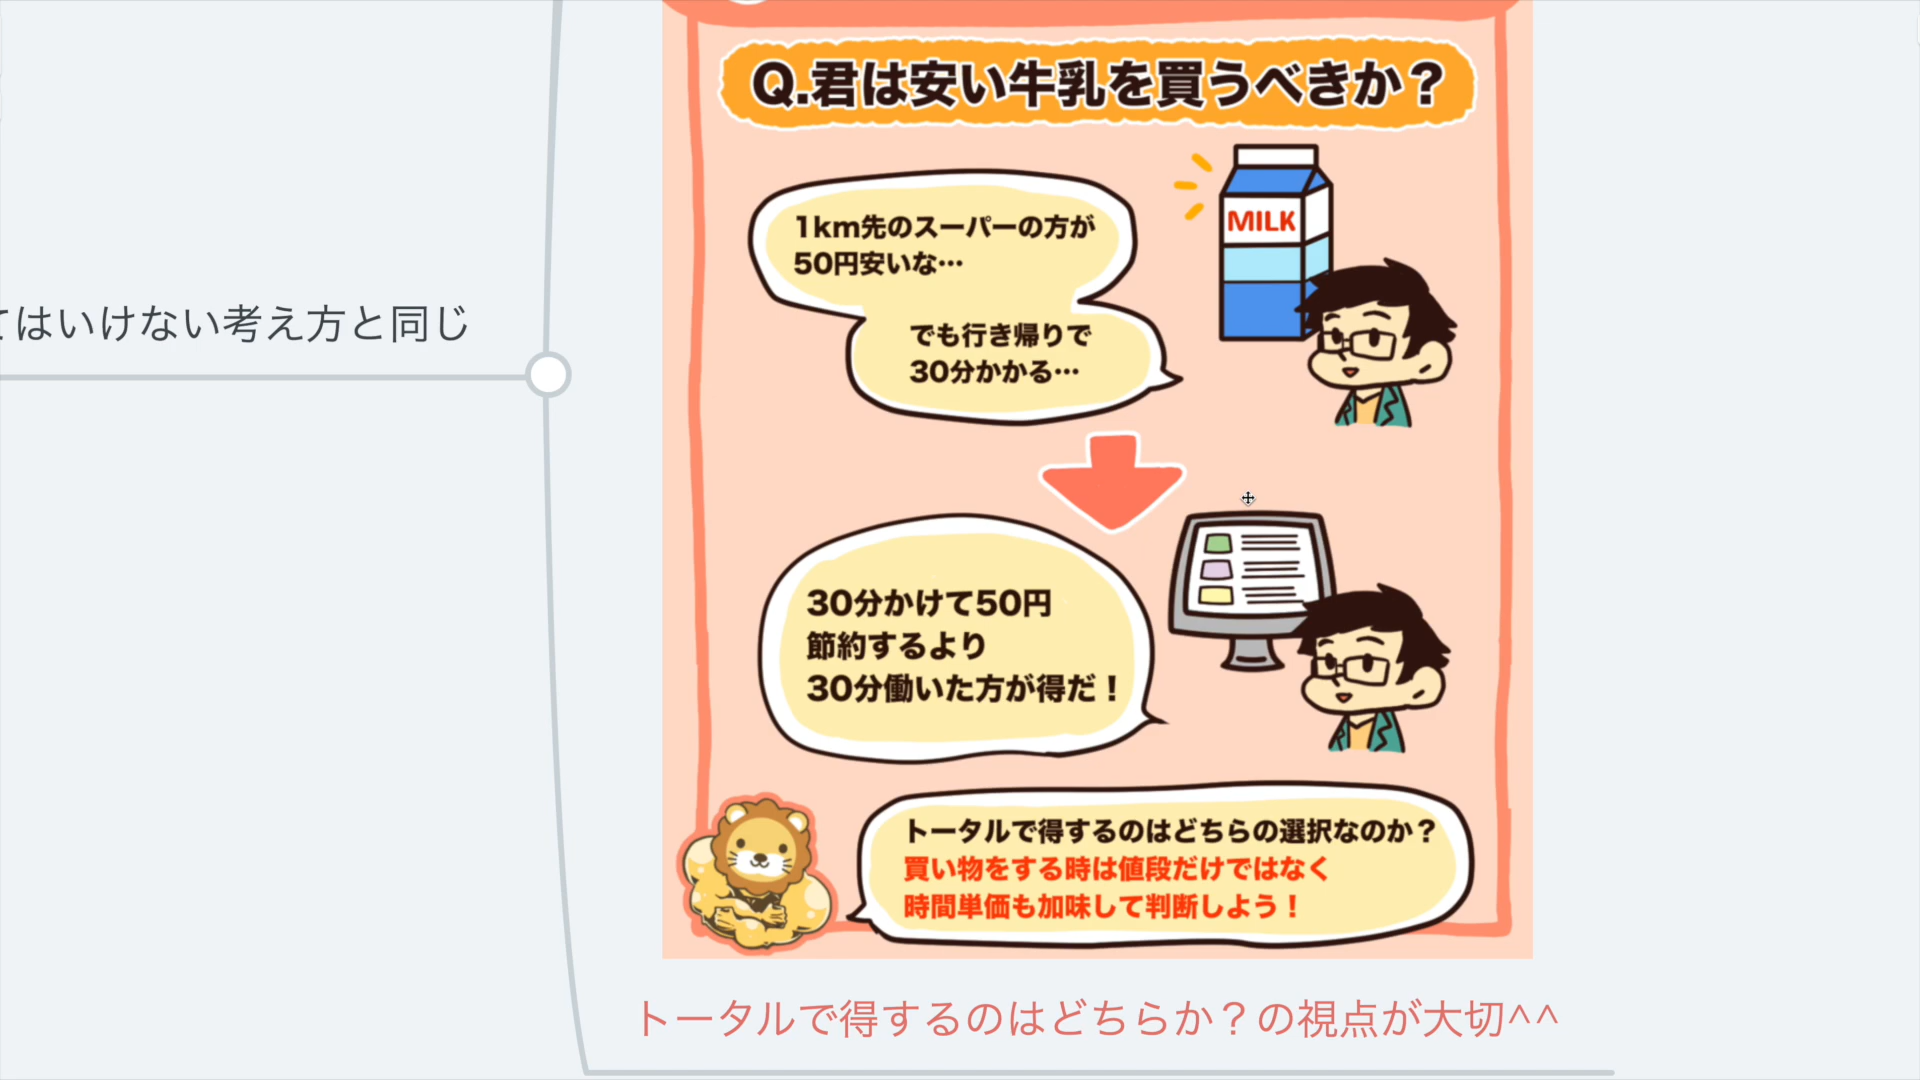 てはいけない考え方と同じ
Q.君は安い牛乳を買うべきか？
1km先のスーパーの方が
50円安いな…
でも行き帰りで
30分かかる…
MILK
30分かけて50円
節約するより
30分働いた方が得だ！
トータルで得するのはどちらの選択なのか？
買い物をする時は値段だけではなく
時間単価も加味して判断しよう！
トータルで得するのはどちらか？の視点が大切^^